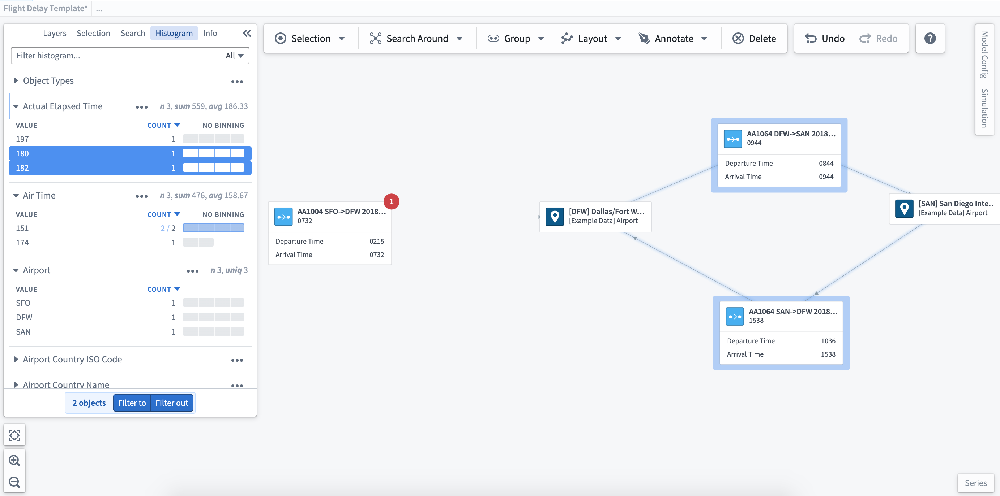 Flight Delay Template* ...
Layers Selection Search Histogram Info
Filter histogram... All
Object Types
Actual Elapsed Time n 3, sum 559, avg 186.33
VALUE COUNT NO BINNING
197 1
180 1
182 1
Air Time n 3, sum 476, avg 158.67
VALUE COUNT NO BINNING
151 2 / 2
174 1
Airport n 3, uniq 3
VALUE COUNT
SFO 1
DFW 1
SAN 1
Airport Country ISO Code
Airport Country Name
2 objects Filter to Filter out
Selection Search Around Group Layout Annotate Delete Undo Redo ?
Model Config
Simulation
1
AA1004 SFO->DFW 2018...
0732
Departure Time 0215
Arrival Time 0732
[DFW] Dallas/Fort W...
[Example Data] Airport
AA1064 DFW->SAN 2018...
0944
Departure Time 0844
Arrival Time 0944
[SAN] San Diego Inte..
[Example Data] Airport
AA1064 SAN->DFW 2018...
1538
Departure Time 1036
Arrival Time 1538
Series